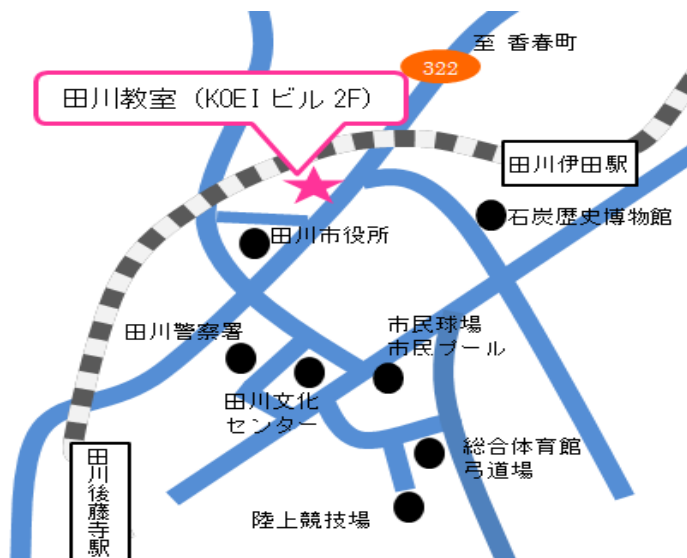 至 香春町
322
田川教室（KOEI ビル 2F）
田川伊田駅
石炭歴史博物館
田川市役所
市民球場
市民プール
田川警察署
田川文化
センター
総合体育館
弓道場
田川後藤寺駅
陸上競技場